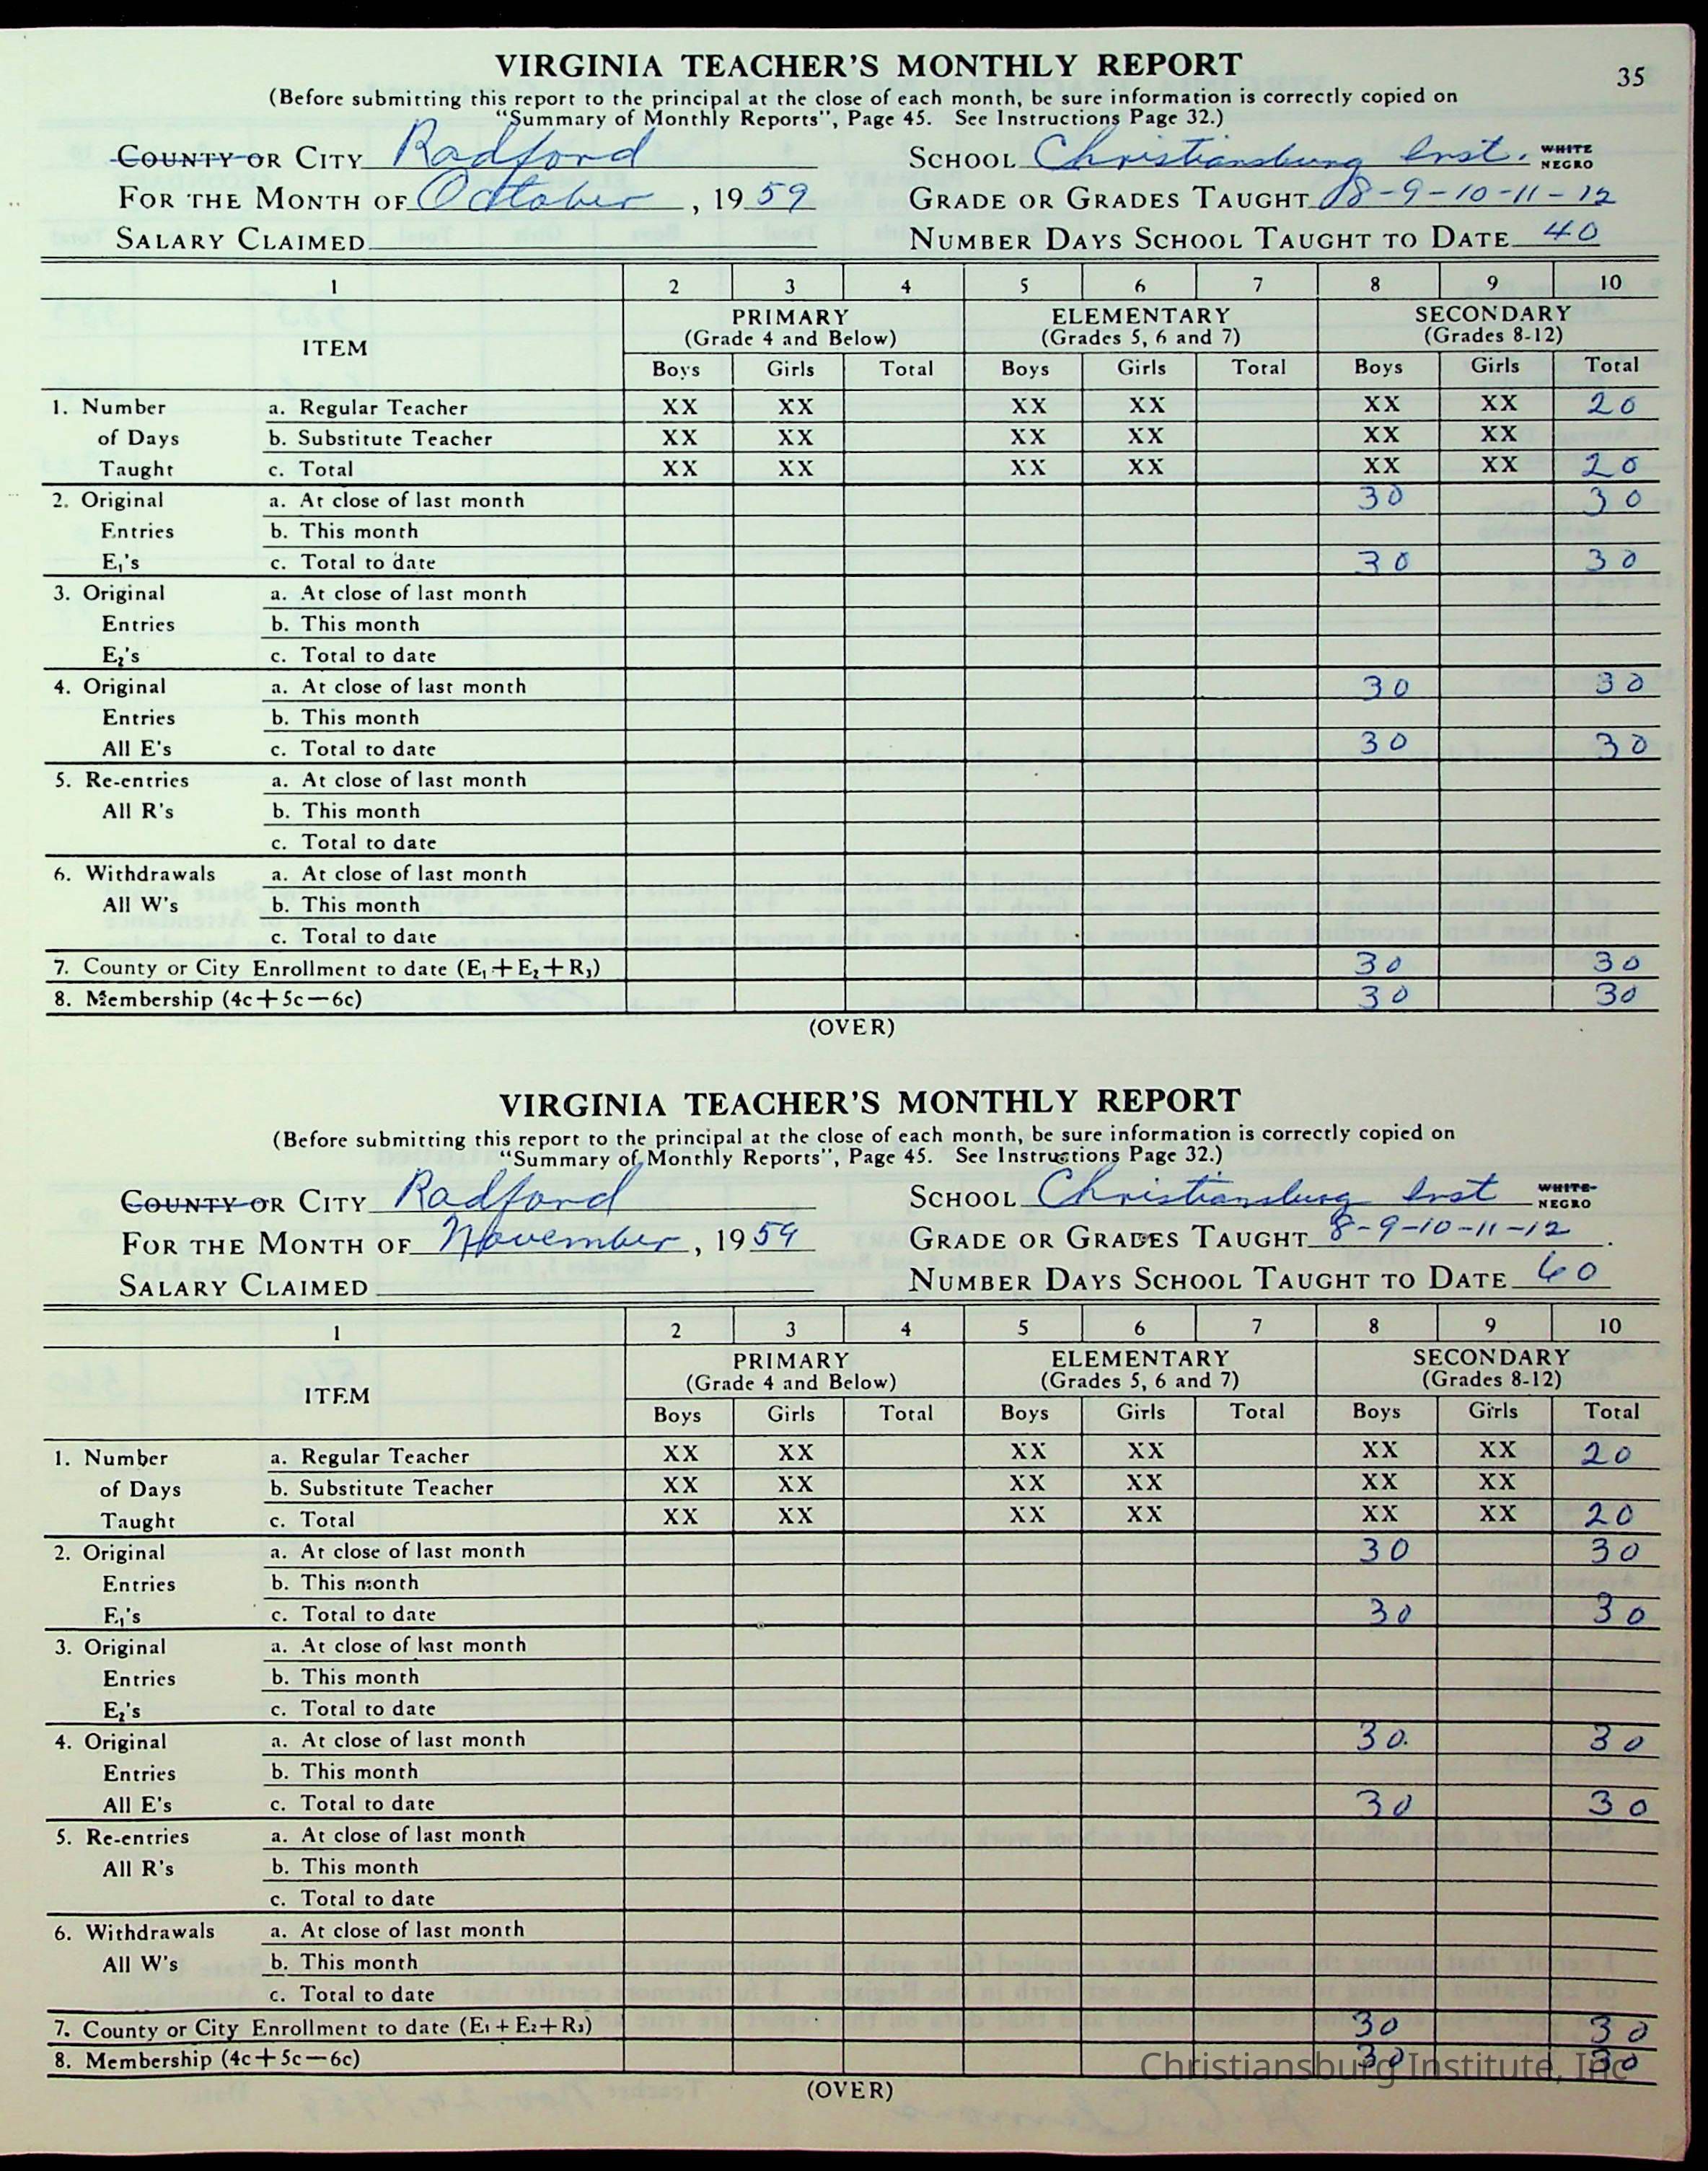 35
VIRGINIA TEACHER'S MONTHLY REPORT
(Before submitting this report to the principal at the close of each month, be sure information is correctly copied on
"Summary of Monthly Reports", Page 45. See Instructions Page 32.)
COUNTY OR CITY Radford SCHOOL Christiansburg Inst. WHITE NEGRO
FOR THE MONTH OF October, 1959 GRADE OR GRADES TAUGHT 8-9-10-11-12
SALARY CLAIMED NUMBER DAYS SCHOOL TAUGHT TO DATE 40
1 2 3 4 5 6 7 8 9 10
ITEM PRIMARY (Grade 4 and Below) ELEMENTARY (Grades 5, 6 and 7) SECONDARY (Grades 8-12)
Boys Girls Total Boys Girls Total Boys Girls Total
1. Number a. Regular Teacher XX XX XX XX XX XX 20
of Days b. Substitute Teacher XX XX XX XX XX XX
Taught c. Total XX XX XX XX XX XX 20
2. Original a. At close of last month 30 30
Entries b. This month
E₁'s c. Total to date 30 30
3. Original a. At close of last month
Entries b. This month
E₂'s c. Total to date
4. Original a. At close of last month 30 30
Entries b. This month
All E's c. Total to date 30 30
5. Re-entries a. At close of last month
All R's b. This month
c. Total to date
6. Withdrawals a. At close of last month
All W's b. This month
c. Total to date
7. County or City Enrollment to date (E₁+E₂+R₃) 30 30
8. Membership (4c+5c—6c) 30 30
(OVER)
VIRGINIA TEACHER'S MONTHLY REPORT
(Before submitting this report to the principal at the close of each month, be sure information is correctly copied on
"Summary of Monthly Reports", Page 45. See Instructions Page 32.)
COUNTY OR CITY Radford SCHOOL Christiansburg Inst WHITE NEGRO
FOR THE MONTH OF November, 1959 GRADE OR GRADES TAUGHT 8-9-10-11-12
SALARY CLAIMED NUMBER DAYS SCHOOL TAUGHT TO DATE 60
1 2 3 4 5 6 7 8 9 10
ITEM PRIMARY (Grade 4 and Below) ELEMENTARY (Grades 5, 6 and 7) SECONDARY (Grades 8-12)
Boys Girls Total Boys Girls Total Boys Girls Total
1. Number a. Regular Teacher XX XX XX XX XX XX 20
of Days b. Substitute Teacher XX XX XX XX XX XX
Taught c. Total XX XX XX XX XX XX 20
2. Original a. At close of last month 30 30
Entries b. This month
E₁'s c. Total to date 30 30
3. Original a. At close of last month
Entries b. This month
E₂'s c. Total to date
4. Original a. At close of last month 30 30
Entries b. This month
All E's c. Total to date 30 30
5. Re-entries a. At close of last month
All R's b. This month
c. Total to date
6. Withdrawals a. At close of last month
All W's b. This month
c. Total to date
7. County or City Enrollment to date (E₁+E₂+R₃) 30 30
8. Membership (4c+5c—6c) 30 30
Christiansburg Institute, Inc
(OVER)